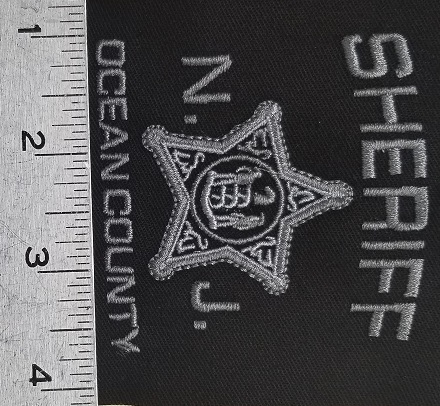 SHERIFF
N. J.
OCEAN COUNTY
1 2 3 4